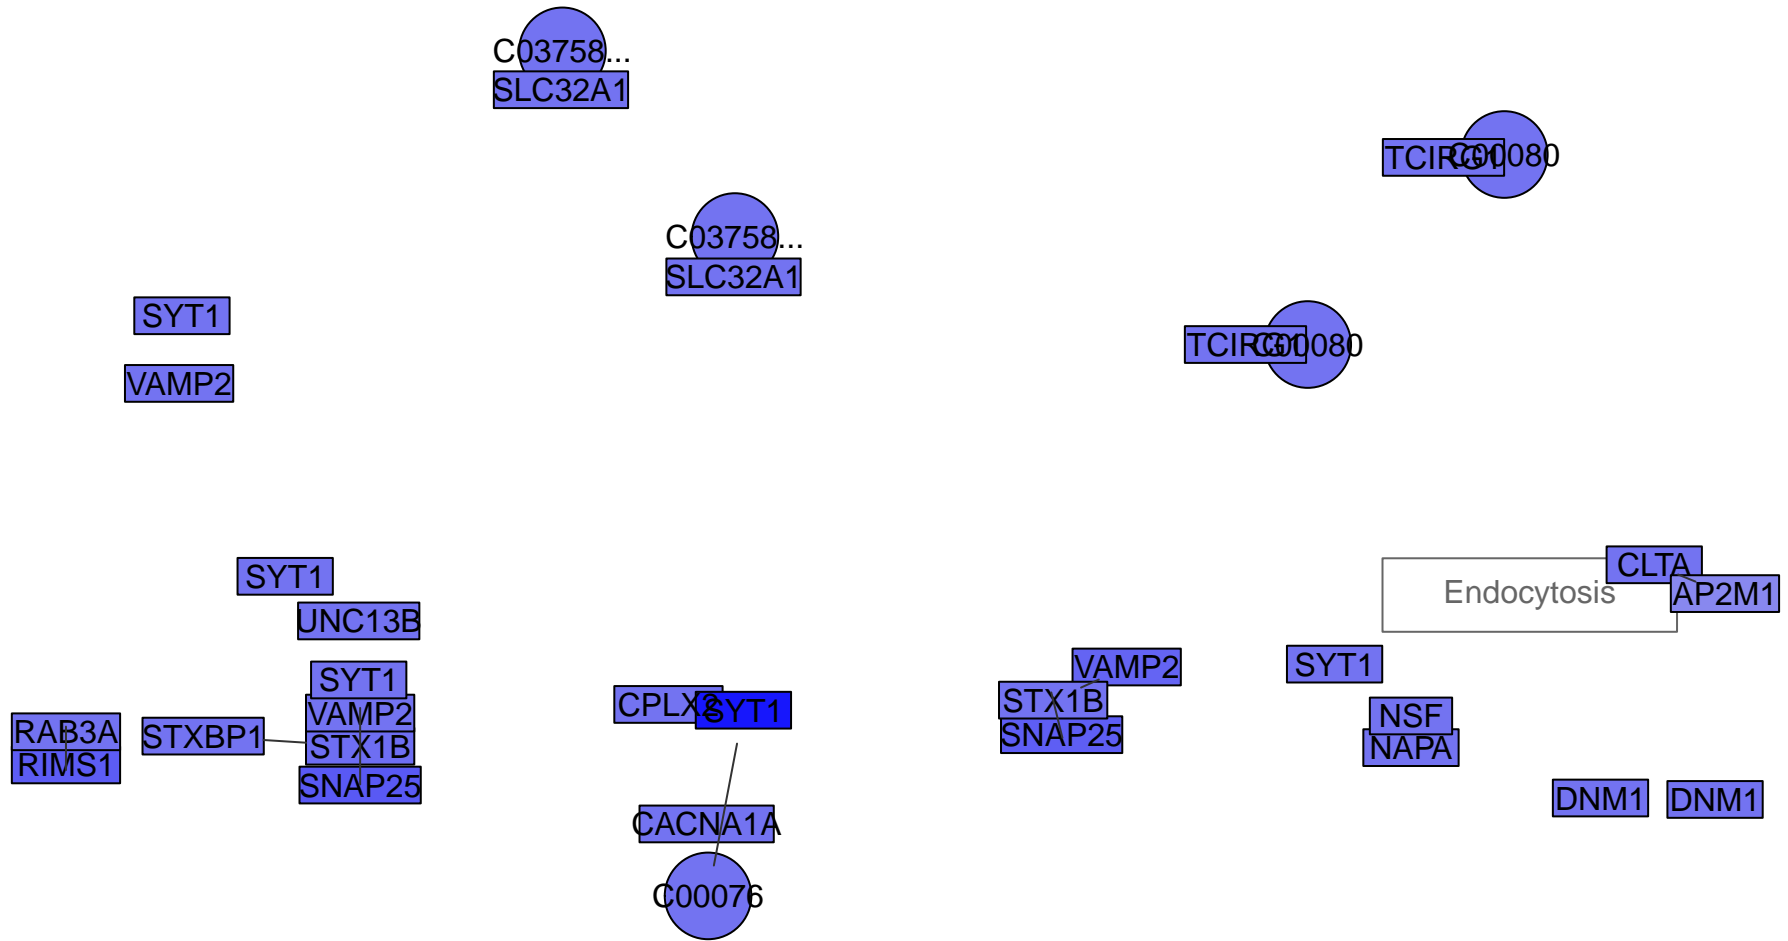 C03758...
SLC32A1
TCIRG1
C00080
C03758...
SLC32A1
SYT1
TCIRG1
C00080
VAMP2
SYT1
CLTA
Endocytosis
AP2M1
UNC13B
SYT1
VAMP2
SYT1
STX1B
CPLX2
SYT1
VAMP2
NSF
RAB3A
STXBP1
STX1B
SNAP25
NAPA
RIMS1
SNAP25
DNM1
DNM1
CACNA1A
C00076